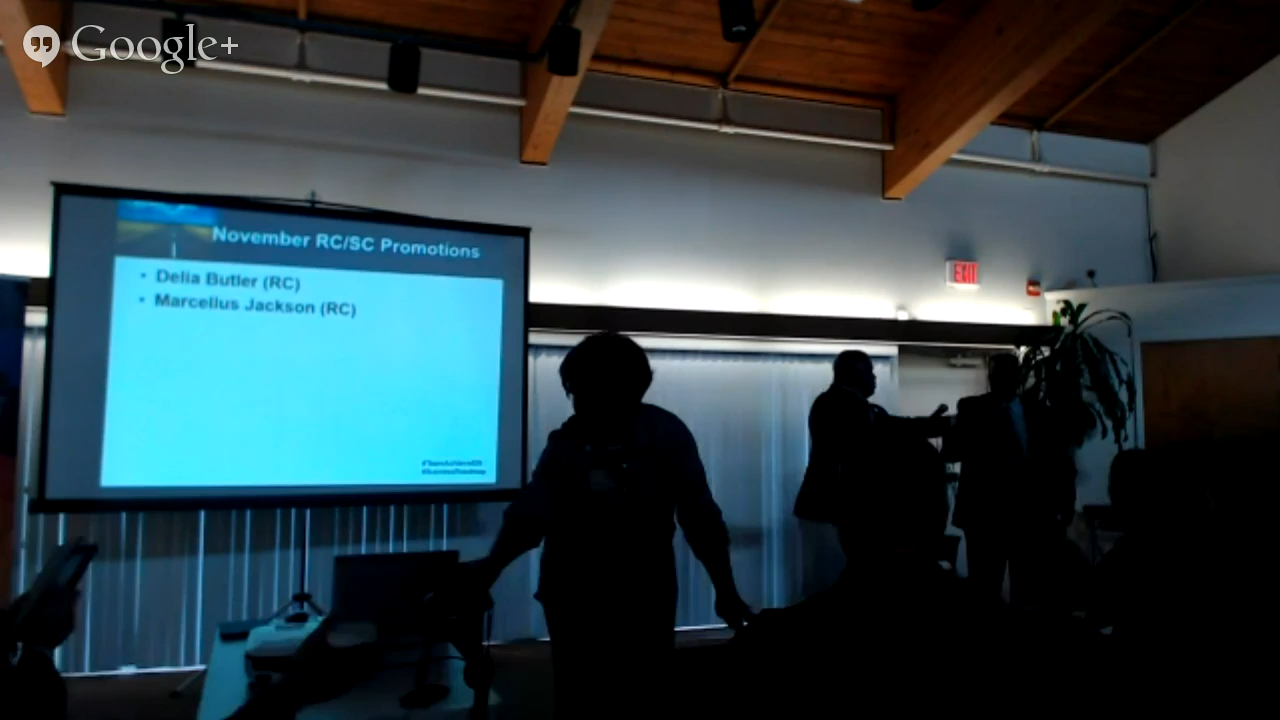 Google+
November RC/SC Promotions
• Delia Butler (RC)
• Marcellus Jackson (RC)
EXIT